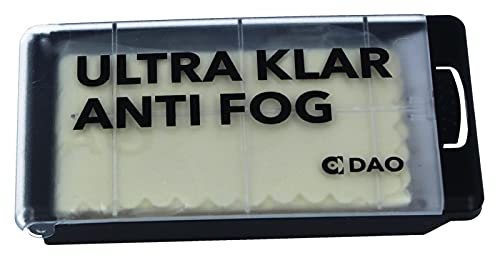 ULTRA KLAR
ANTI FOG
DAO